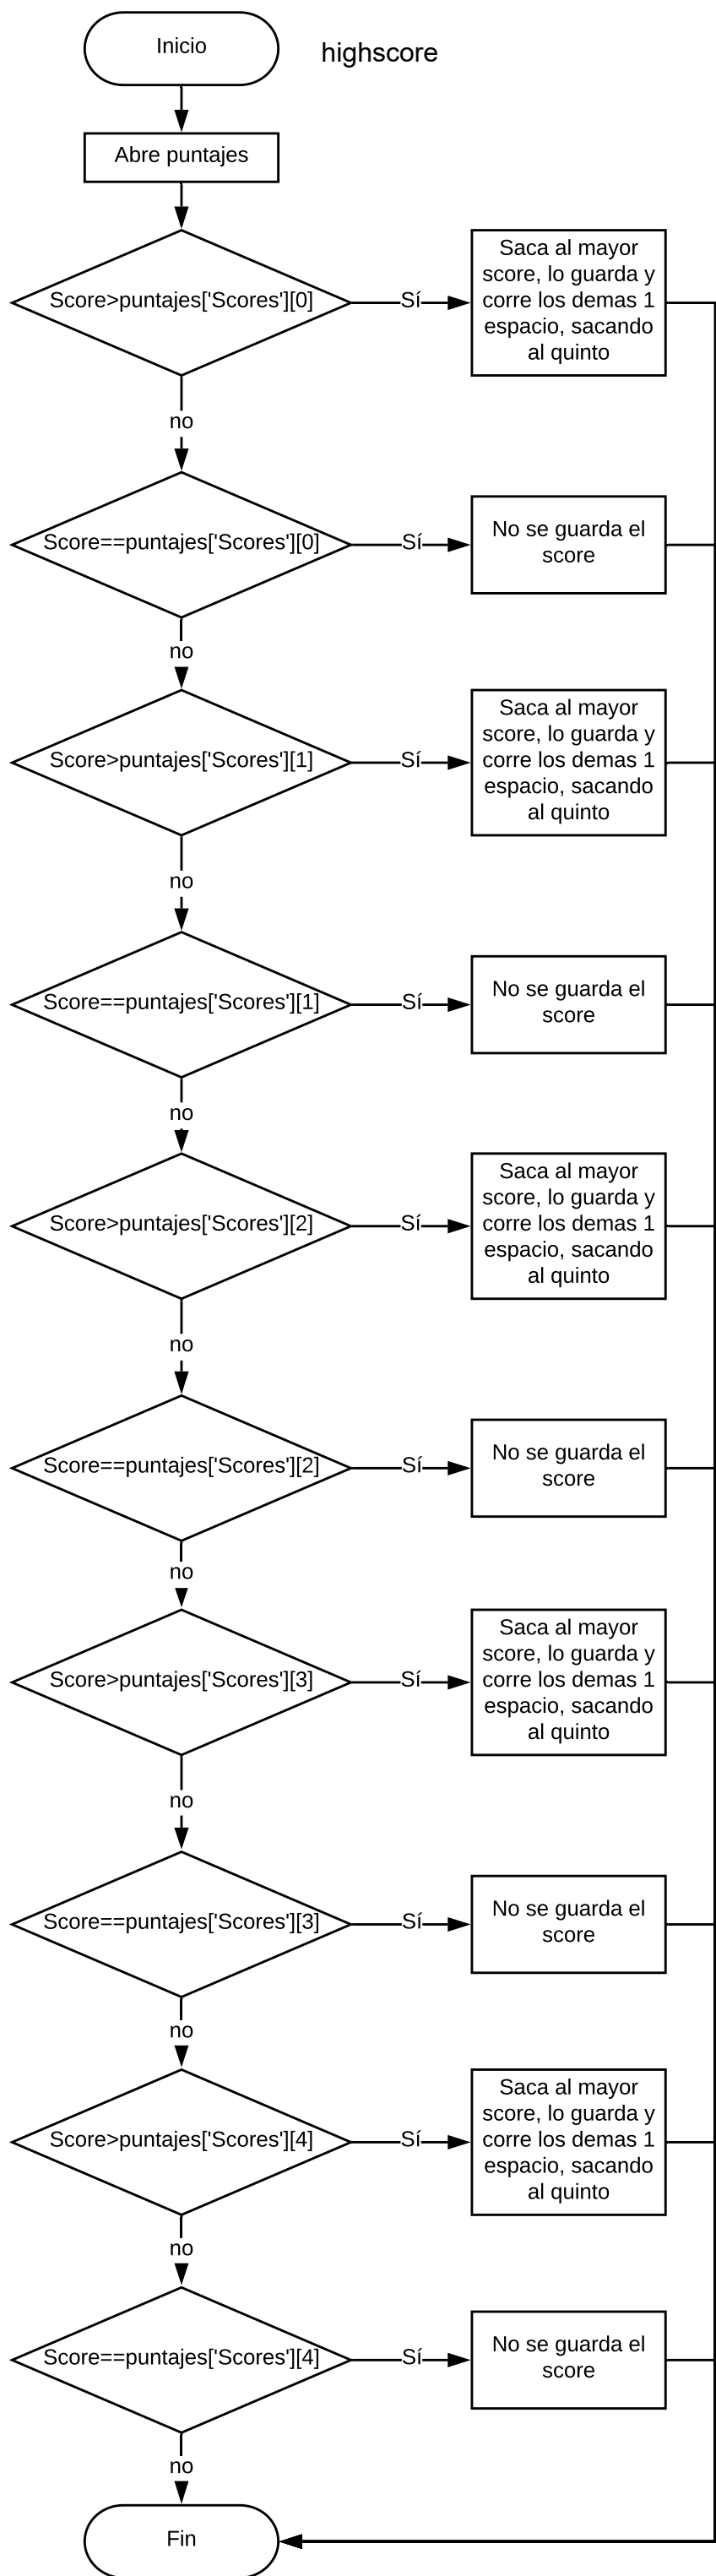 Inicio
highscore
Abre puntajes
Score>puntajes['Scores'][0]
Sí
Saca al mayor
score, lo guarda y
corre los demas 1
espacio, sacando
al quinto
no
Score==puntajes['Scores'][0]
Sí
No se guarda el
score
no
Score>puntajes['Scores'][1]
Sí
Saca al mayor
score, lo guarda y
corre los demas 1
espacio, sacando
al quinto
no
Score==puntajes['Scores'][1]
Sí
No se guarda el
score
no
Score>puntajes['Scores'][2]
Sí
Saca al mayor
score, lo guarda y
corre los demas 1
espacio, sacando
al quinto
no
Score==puntajes['Scores'][2]
Sí
No se guarda el
score
no
Score>puntajes['Scores'][3]
Sí
Saca al mayor
score, lo guarda y
corre los demas 1
espacio, sacando
al quinto
no
Score==puntajes['Scores'][3]
Sí
No se guarda el
score
no
Score>puntajes['Scores'][4]
Sí
Saca al mayor
score, lo guarda y
corre los demas 1
espacio, sacando
al quinto
no
Score==puntajes['Scores'][4]
Sí
No se guarda el
score
no
Fin